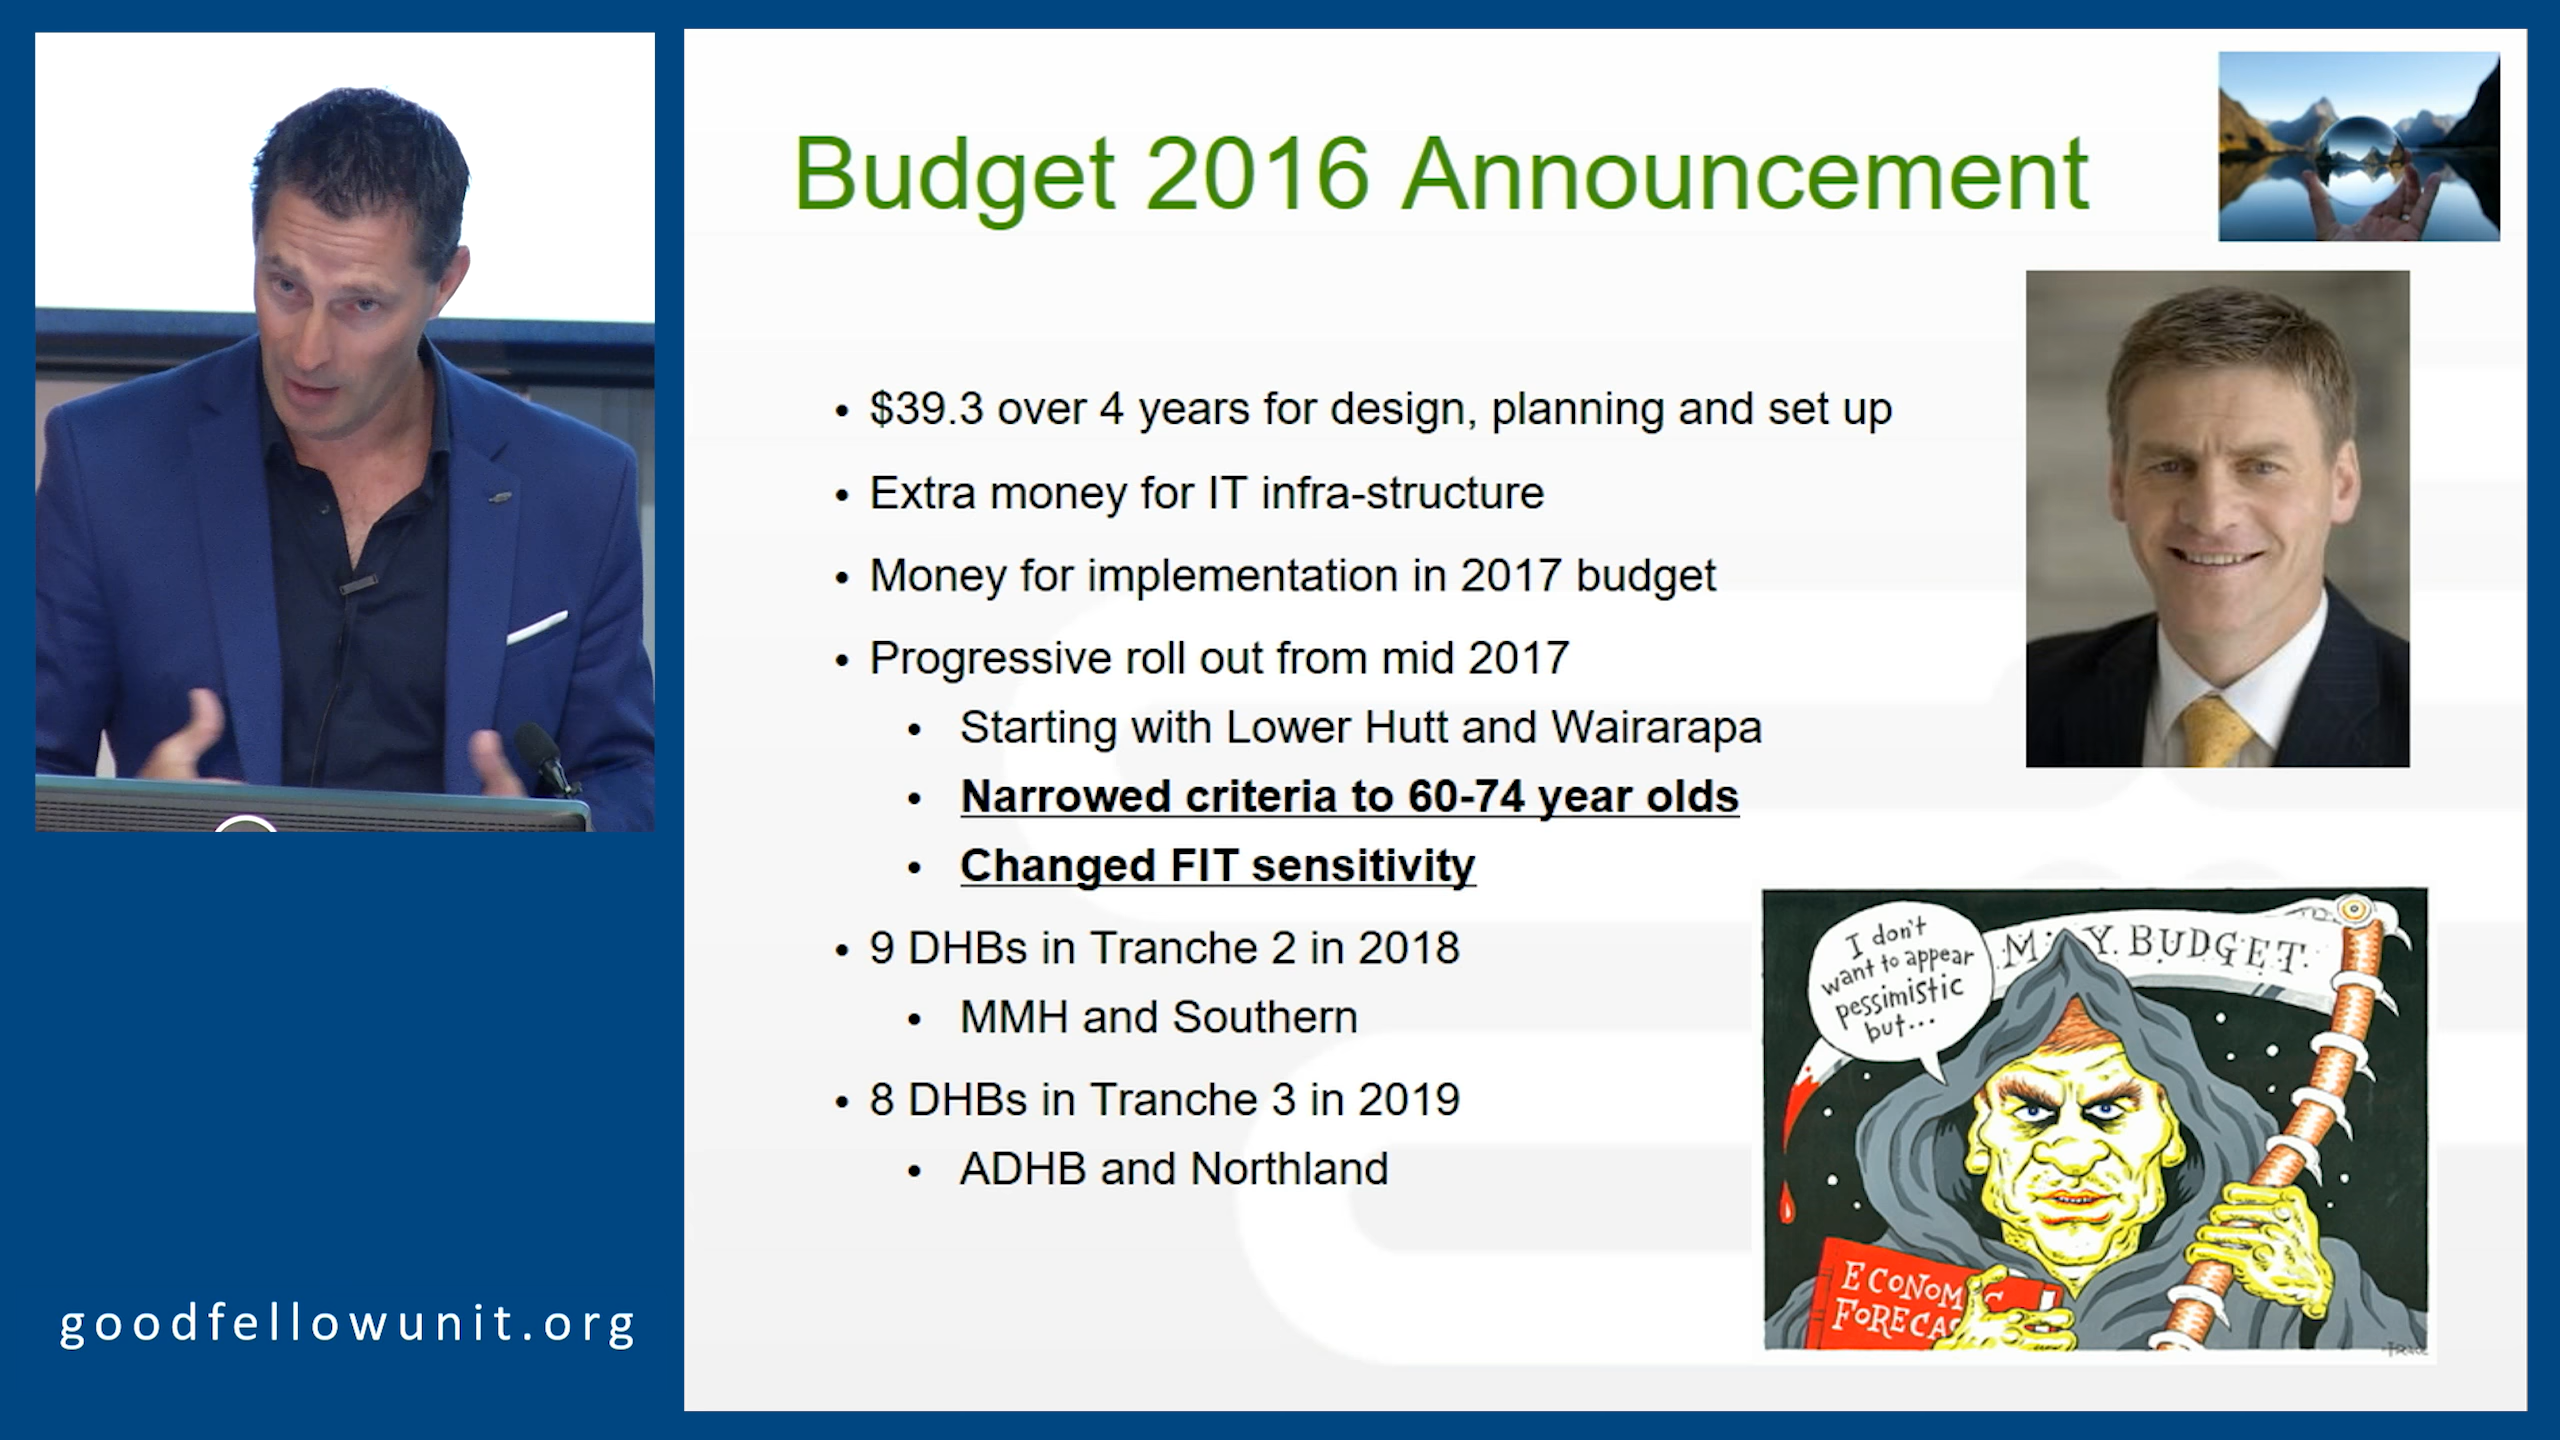 Budget 2016 Announcement
• $39.3 over 4 years for design, planning and set up
• Extra money for IT infra-structure
• Money for implementation in 2017 budget
• Progressive roll out from mid 2017
• Starting with Lower Hutt and Wairarapa
• Narrowed criteria to 60-74 year olds
• Changed FIT sensitivity
• 9 DHBs in Tranche 2 in 2018
• MMH and Southern
• 8 DHBs in Tranche 3 in 2019
• ADHB and Northland
I don't
want to appear
pessimistic
but...
BUDGET
ECONOM C
FORECAS
goodfellowunit.org